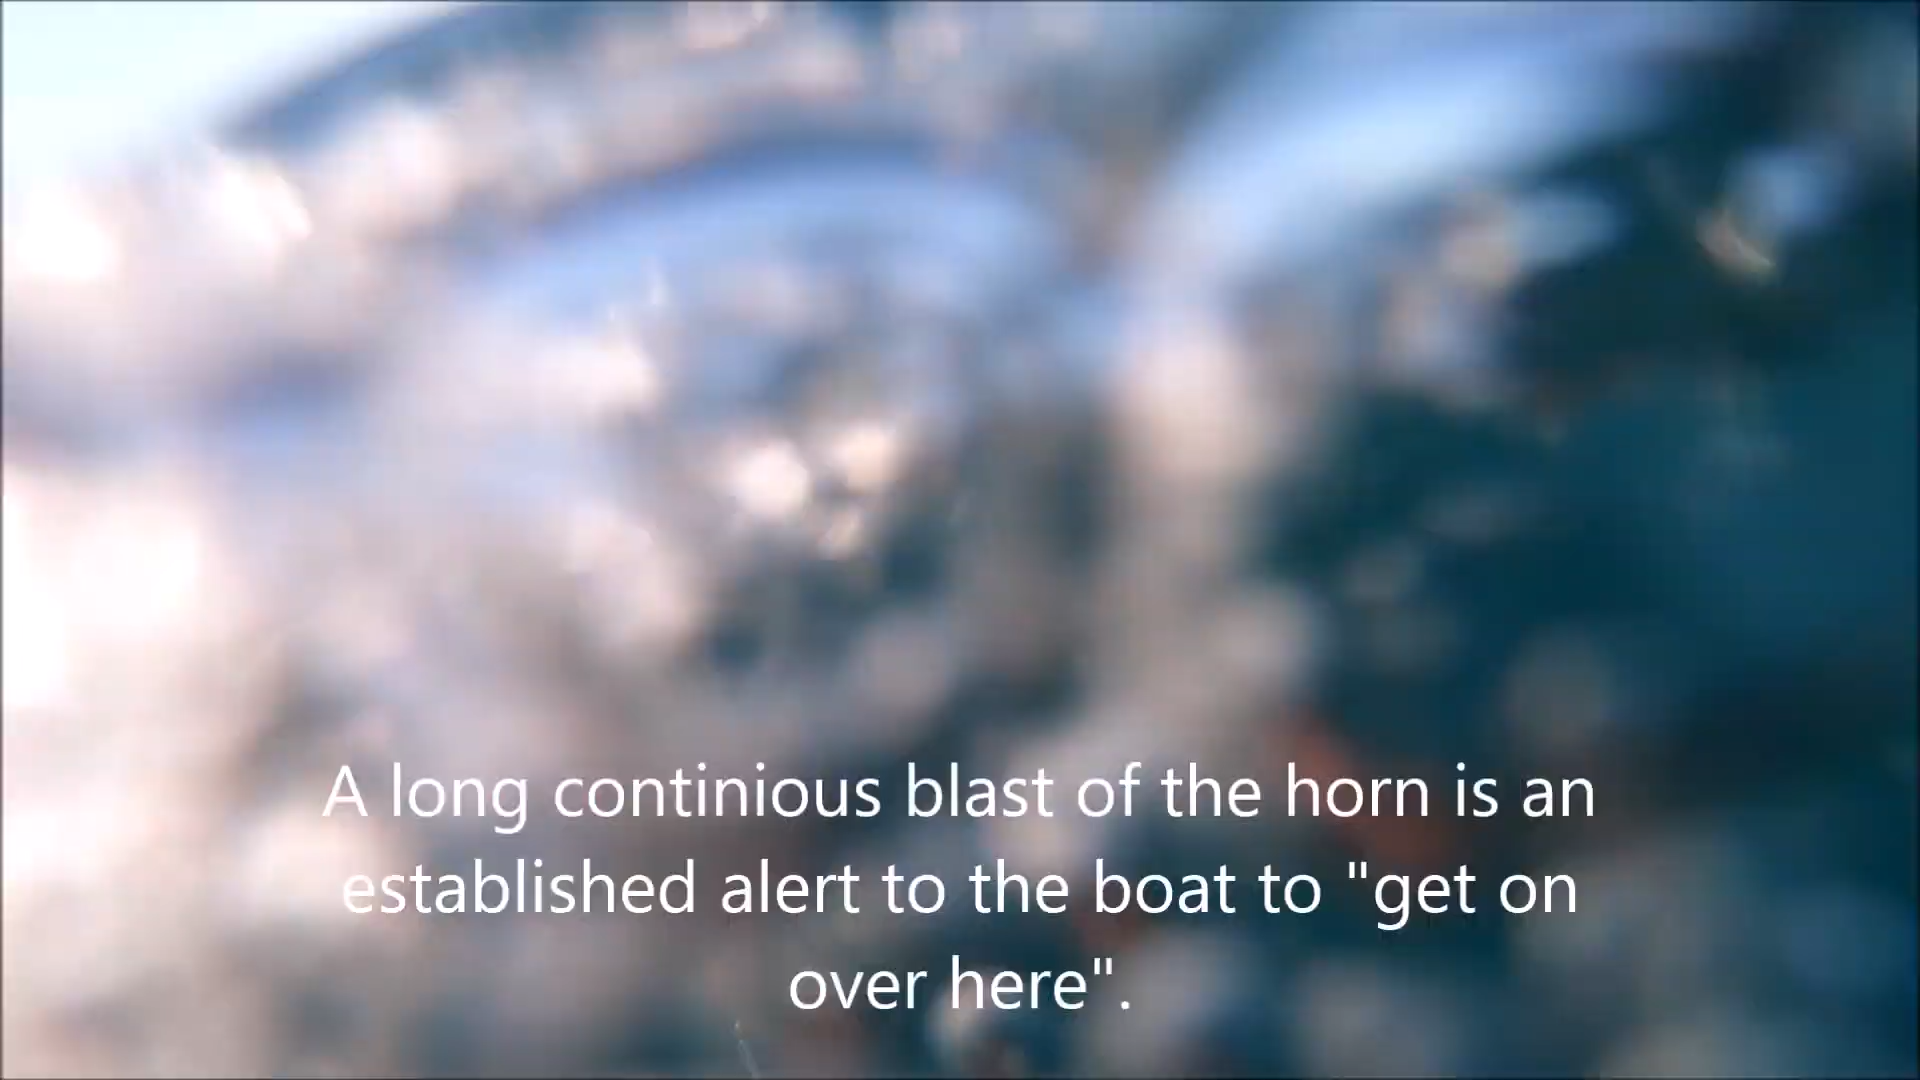 A long continious blast of the horn is an
established alert to the boat to "get on
over here".